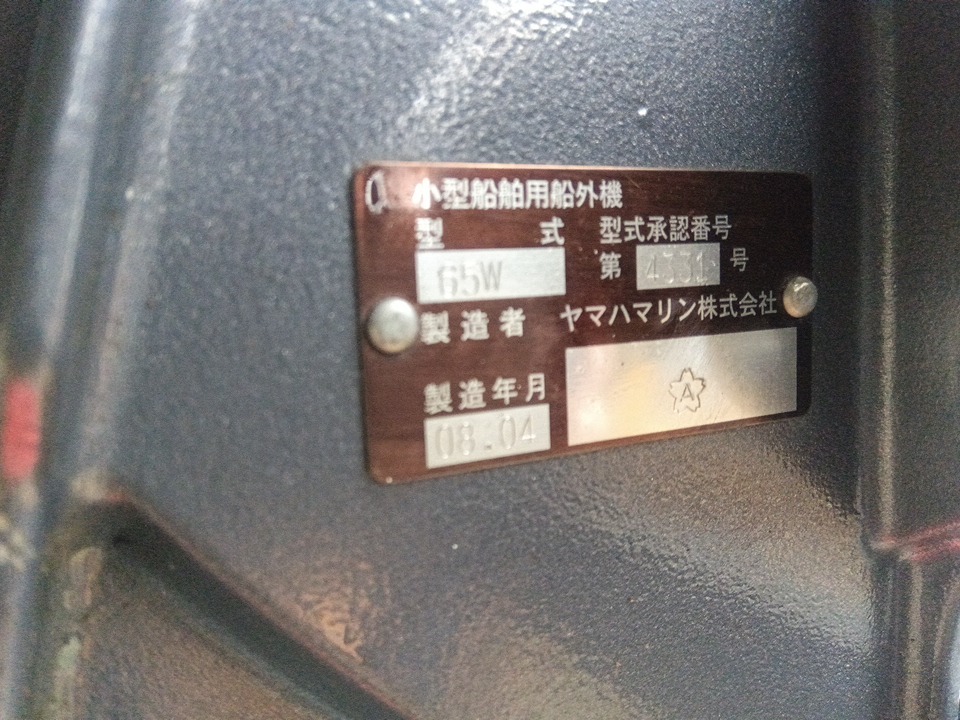 小型船舶用船外機
型式 型式承認番号
65W 第 4331 号
製造者 ヤマハマリン株式会社
製造年月
08.04
A